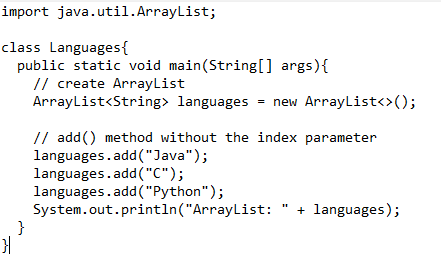 import java.util.ArrayList;

class Languages{
  public static void main(String[] args){
    // create ArrayList
    ArrayList<String> languages = new ArrayList<>();

    // add() method without the index parameter
    languages.add("Java");
    languages.add("C");
    languages.add("Python");
    System.out.println("ArrayList: " + languages);
  }
}